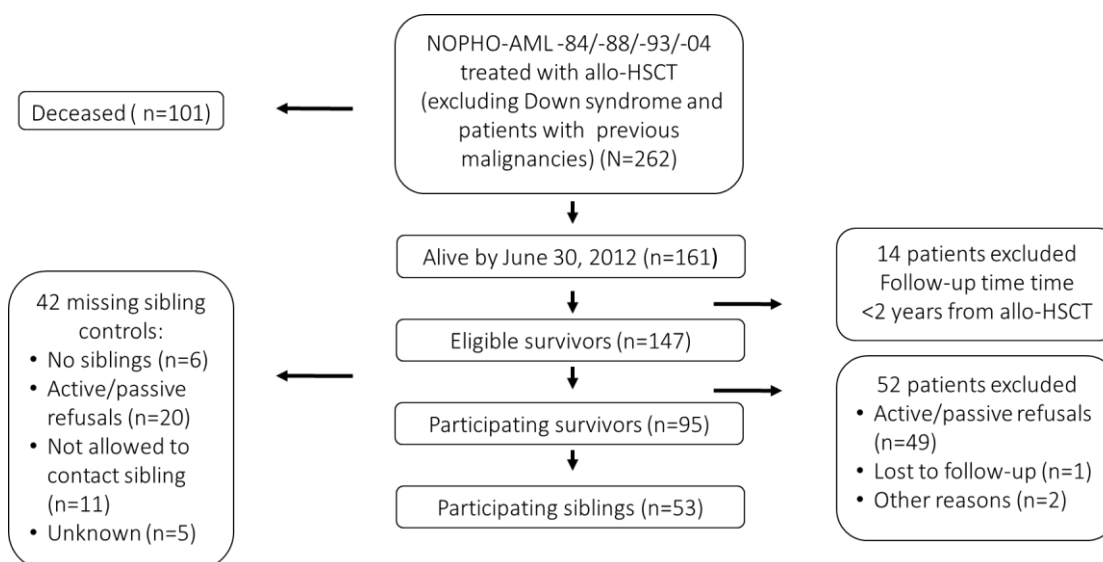 NOPHO-AML -84/-88/-93/-04
treated with allo-HSCT
(excluding Down syndrome and
patients with previous
malignancies) (N=262)
Deceased ( n=101)
Alive by June 30, 2012 (n=161)
14 patients excluded
Follow-up time time
<2 years from allo-HSCT
Eligible survivors (n=147)
42 missing sibling
controls:
• No siblings (n=6)
• Active/passive
refusals (n=20)
• Not allowed to
contact sibling
(n=11)
• Unknown (n=5)
52 patients excluded
• Active/passive refusals
(n=49)
• Lost to follow-up (n=1)
• Other reasons (n=2)
Participating survivors (n=95)
Participating siblings (n=53)